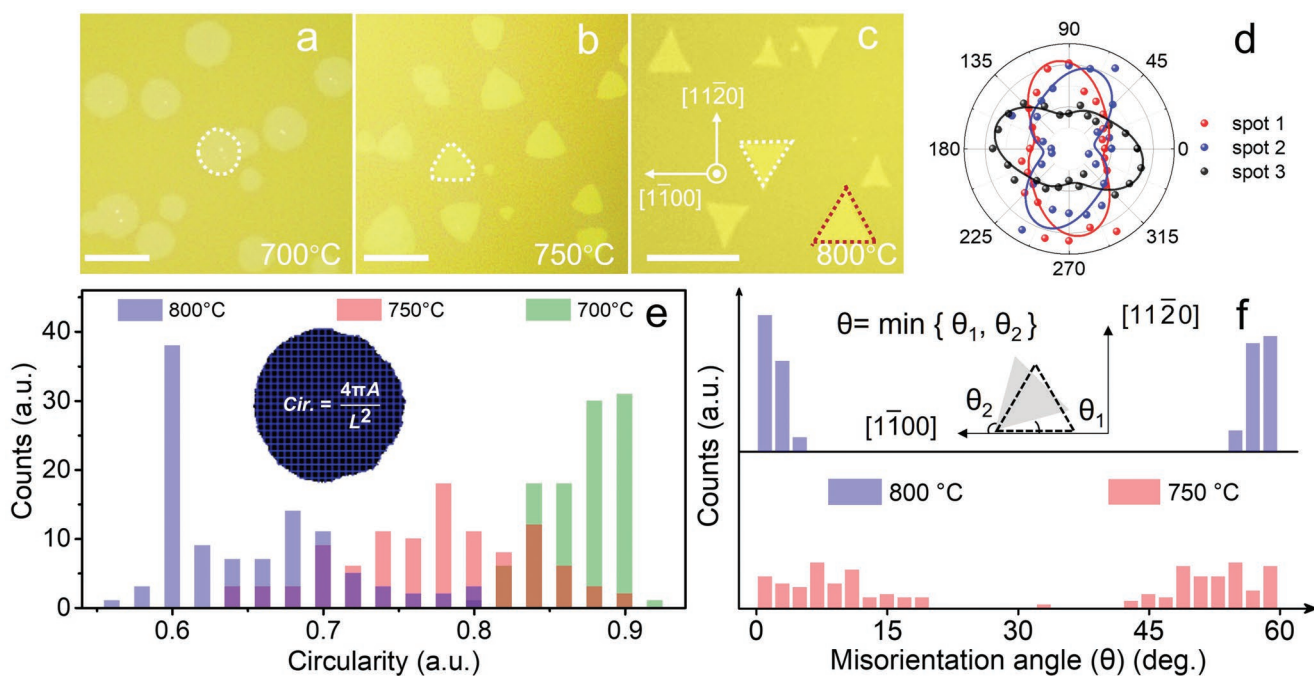 a
700°C
b
750°C
c
[112̄0]
[11̄00]
800°C
d
90
45
0
315
270
225
180
135
spot 1
spot 2
spot 3
e
800°C
750°C
700°C
Cir. = 4πA / L²
Counts (a.u.)
40
30
20
10
0
0.6 0.7 0.8 0.9
Circularity (a.u.)
f
θ= min { θ₁, θ₂ }
[112̄0]
[11̄00]
θ₂
θ₁
Counts (a.u.)
800 °C
750 °C
0 15 30 45 60
Misorientation angle (θ) (deg.)